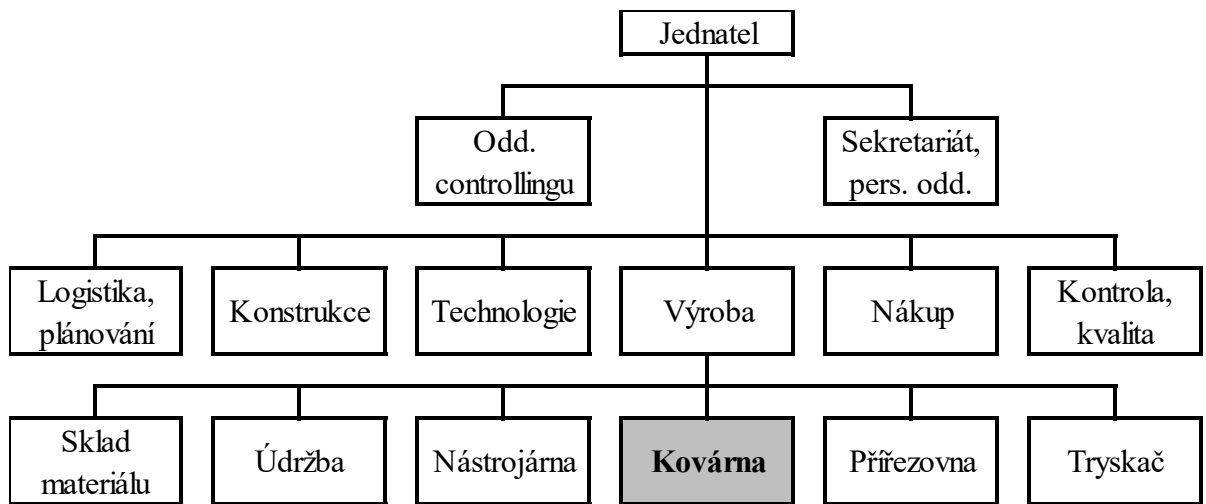 Jednatel
Odd.
controllingu
Sekretariát,
pers. odd.
Logistika,
plánování
Konstrukce
Technologie
Výroba
Nákup
Kontrola,
kvalita
Sklad
materiálu
Údržba
Nástrojárna
Kovárna
Přířezovna
Tryskač